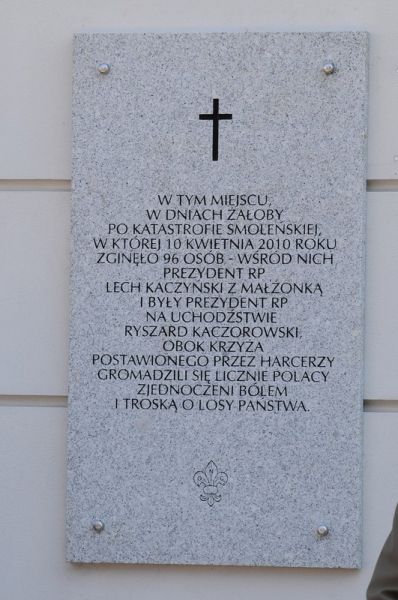 W TYM MIEJSCU,
W DNIACH ŻAŁOBY
PO KATASTROFIE SMOLEŃSKIEJ,
W KTÓREJ 10 KWIETNIA 2010 ROKU
ZGINĘŁO 96 OSÓB - WŚRÓD NICH
PREZYDENT RP
LECH KACZYŃSKI Z MAŁŻONKĄ
I BYŁY PREZYDENT RP
NA UCHODŹSTWIE
RYSZARD KACZOROWSKI,
OBOK KRZYŻA
POSTAWIONEGO PRZEZ HARCERZY
GROMADZILI SIĘ LICZNIE POLACY
ZJEDNOCZENI BÓLEM
I TROSKĄ O LOSY PAŃSTWA.